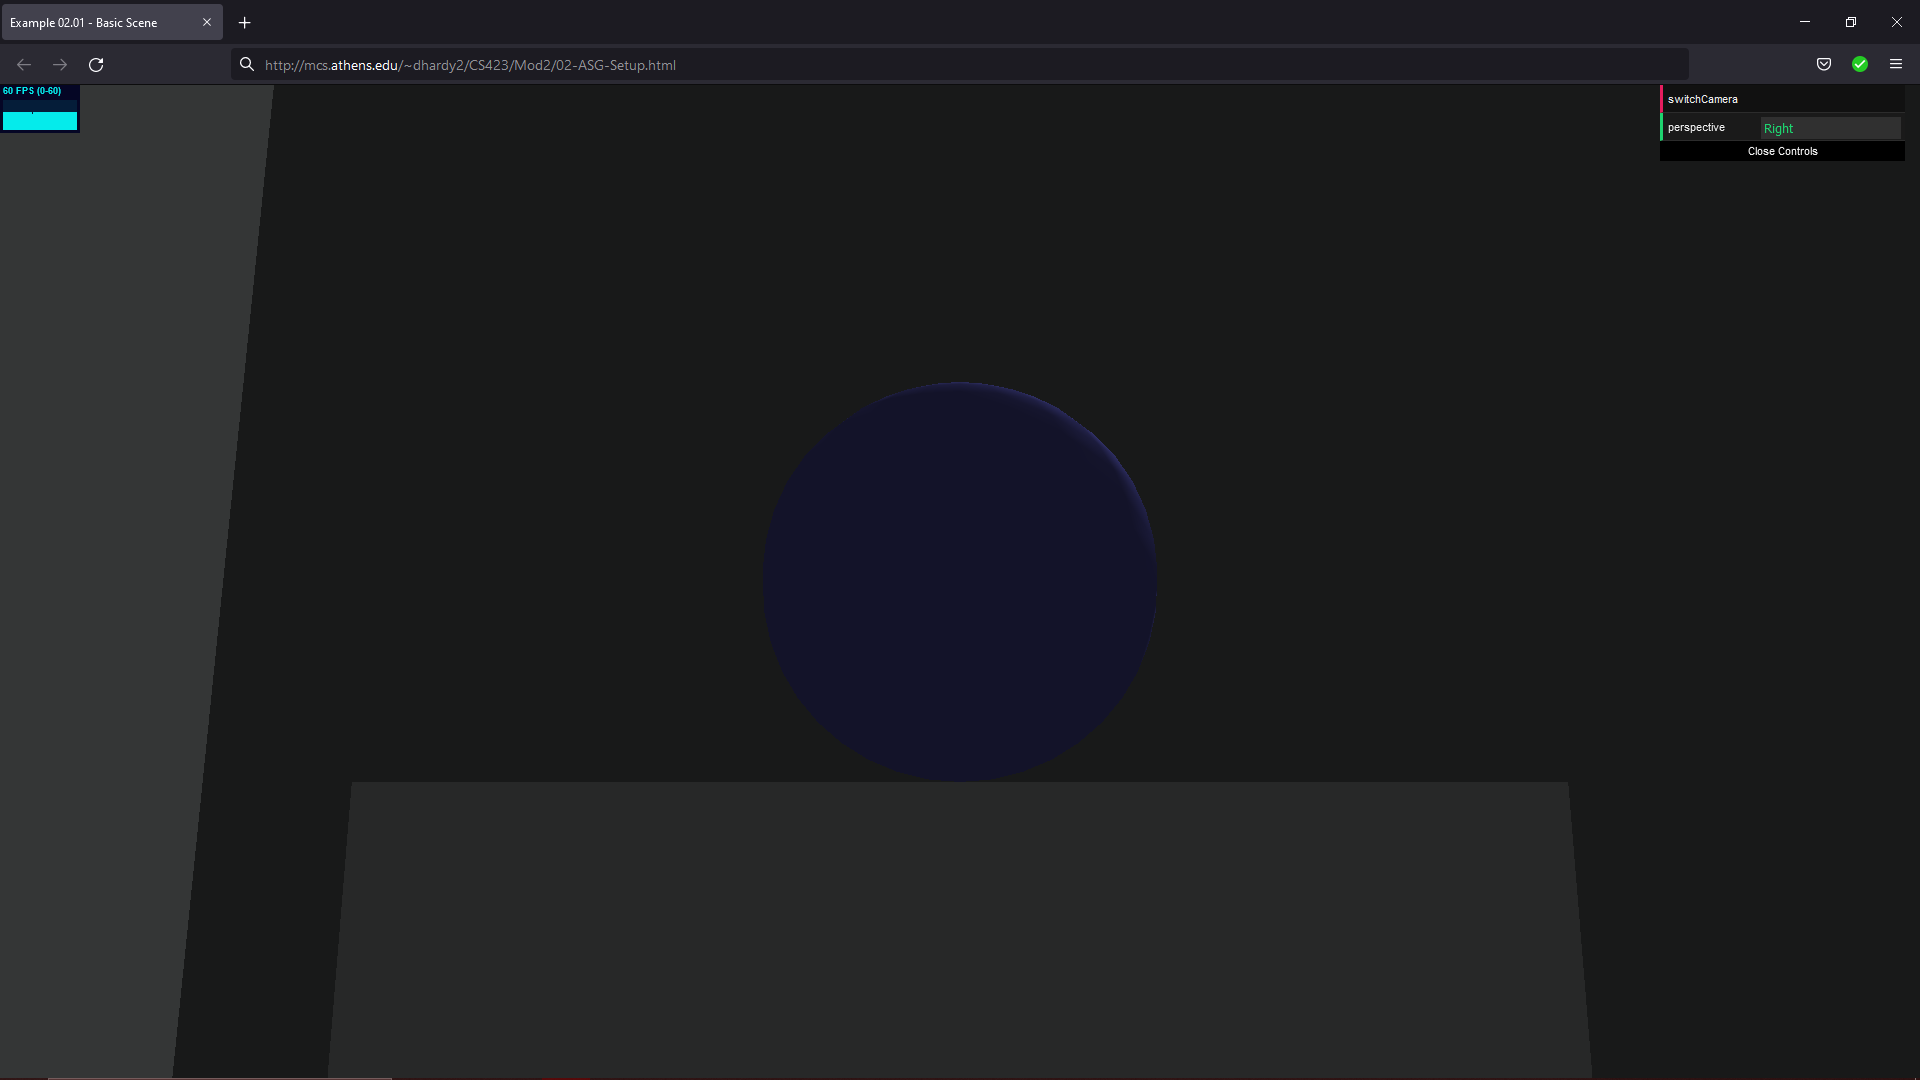 Example 02.01 - Basic Scene
http://mcs.athens.edu/~dhardy2/CS423/Mod2/02-ASG-Setup.html
60 FPS (0-60)
switchCamera
perspective Right
Close Controls